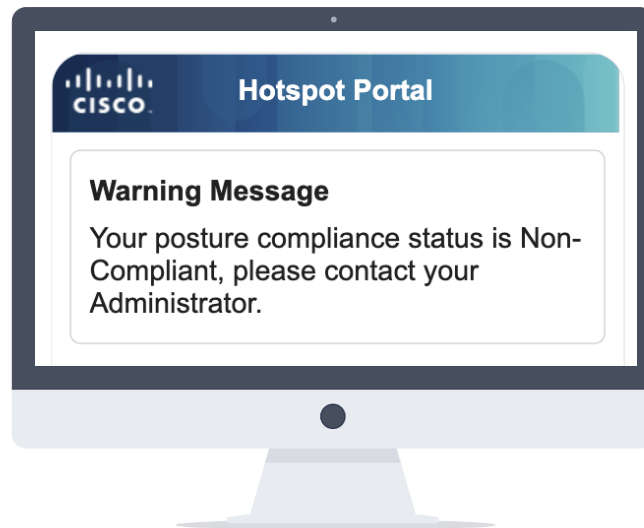 CISCO
Hotspot Portal
Warning Message
Your posture compliance status is Non-
Compliant, please contact your
Administrator.